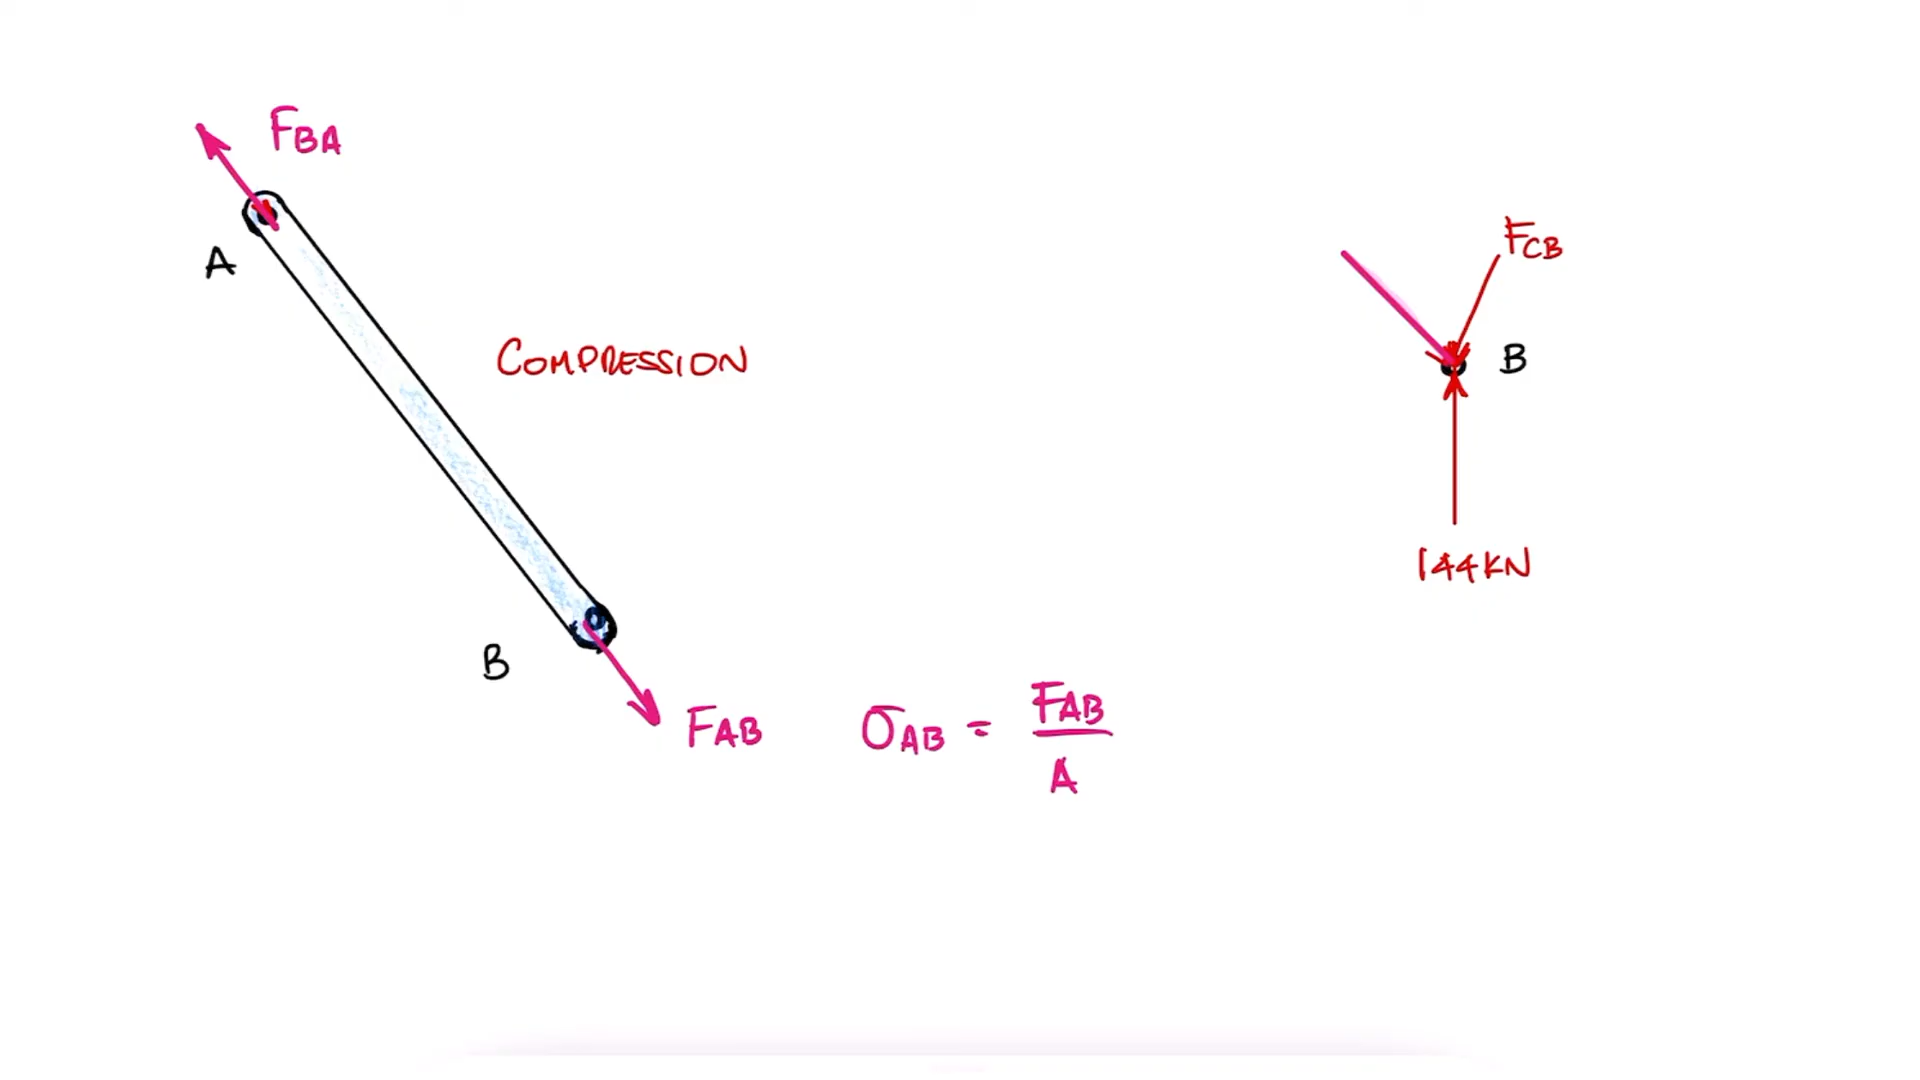 FBA
A
FCB
COMPRESSION
B
144KN
B
FAB
σAB = FAB
A